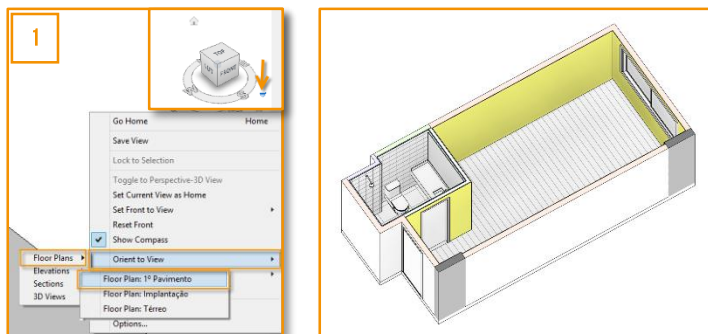 1
TOP
FRONT
Go Home Home
Save View
Lock to Selection
Toggle to Perspective-3D View
Set Current View as Home
Set Front to View
Reset Front
Show Compass
Floor Plans
Orient to View
Elevations
Floor Plan: 1º Pavimento
Sections
Floor Plan: Implantação
3D Views
Floor Plan: Térreo
Options...